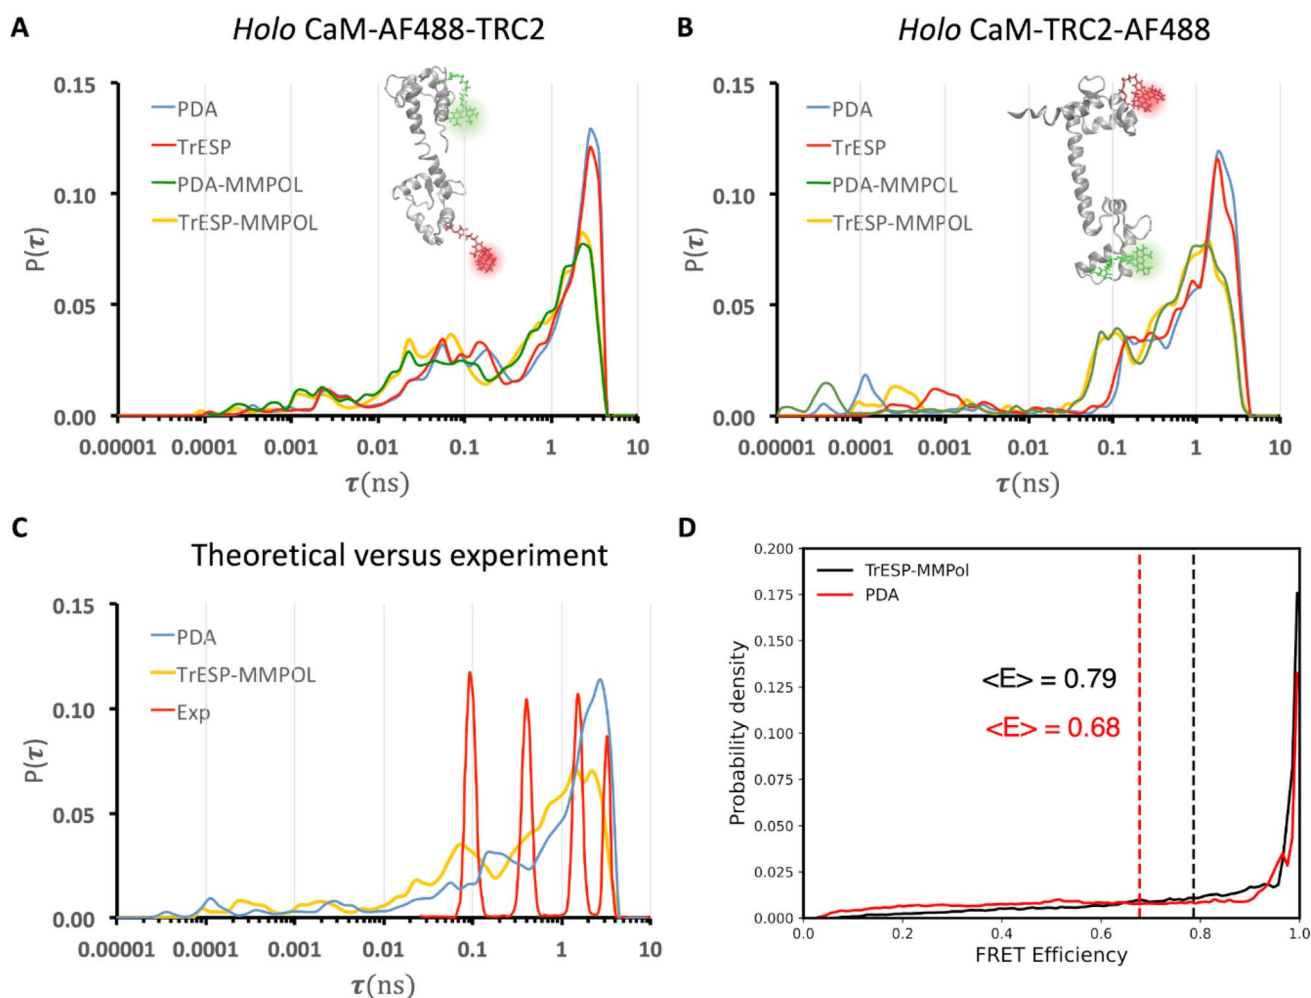 A
Holo CaM-AF488-TRC2
0.15
0.10
0.05
0.00
P(τ)
PDA
TrESP
PDA-MMPOL
TrESP-MMPOL
0.00001 0.0001 0.001 0.01 0.1 1 10
τ(ns)
B
Holo CaM-TRC2-AF488
0.15
0.10
0.05
0.00
P(τ)
PDA
TrESP
PDA-MMPOL
TrESP-MMPOL
0.00001 0.0001 0.001 0.01 0.1 1 10
τ(ns)
C
Theoretical versus experiment
0.15
0.10
0.05
0.00
P(τ)
PDA
TrESP-MMPOL
Exp
0.00001 0.0001 0.001 0.01 0.1 1 10
τ(ns)
D
0.200
0.175
0.150
0.125
0.100
0.075
0.050
0.025
0.000
Probability density
TrESP-MMPol
PDA
<E> = 0.79
<E> = 0.68
0.0 0.2 0.4 0.6 0.8 1.0
FRET Efficiency